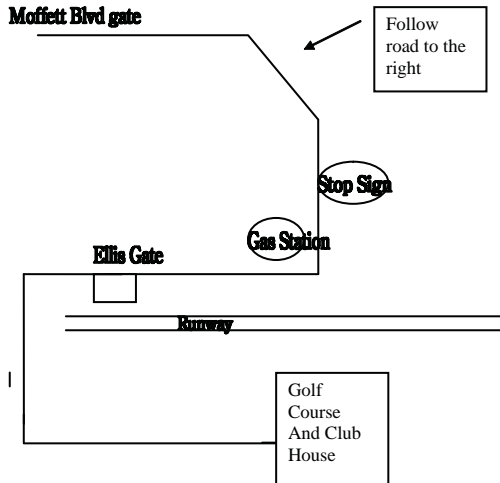 Moffett Blvd gate
Follow
road to the
right
Stop Sign
Gas Station
Ellis Gate
Runway
Golf
Course
And Club
House